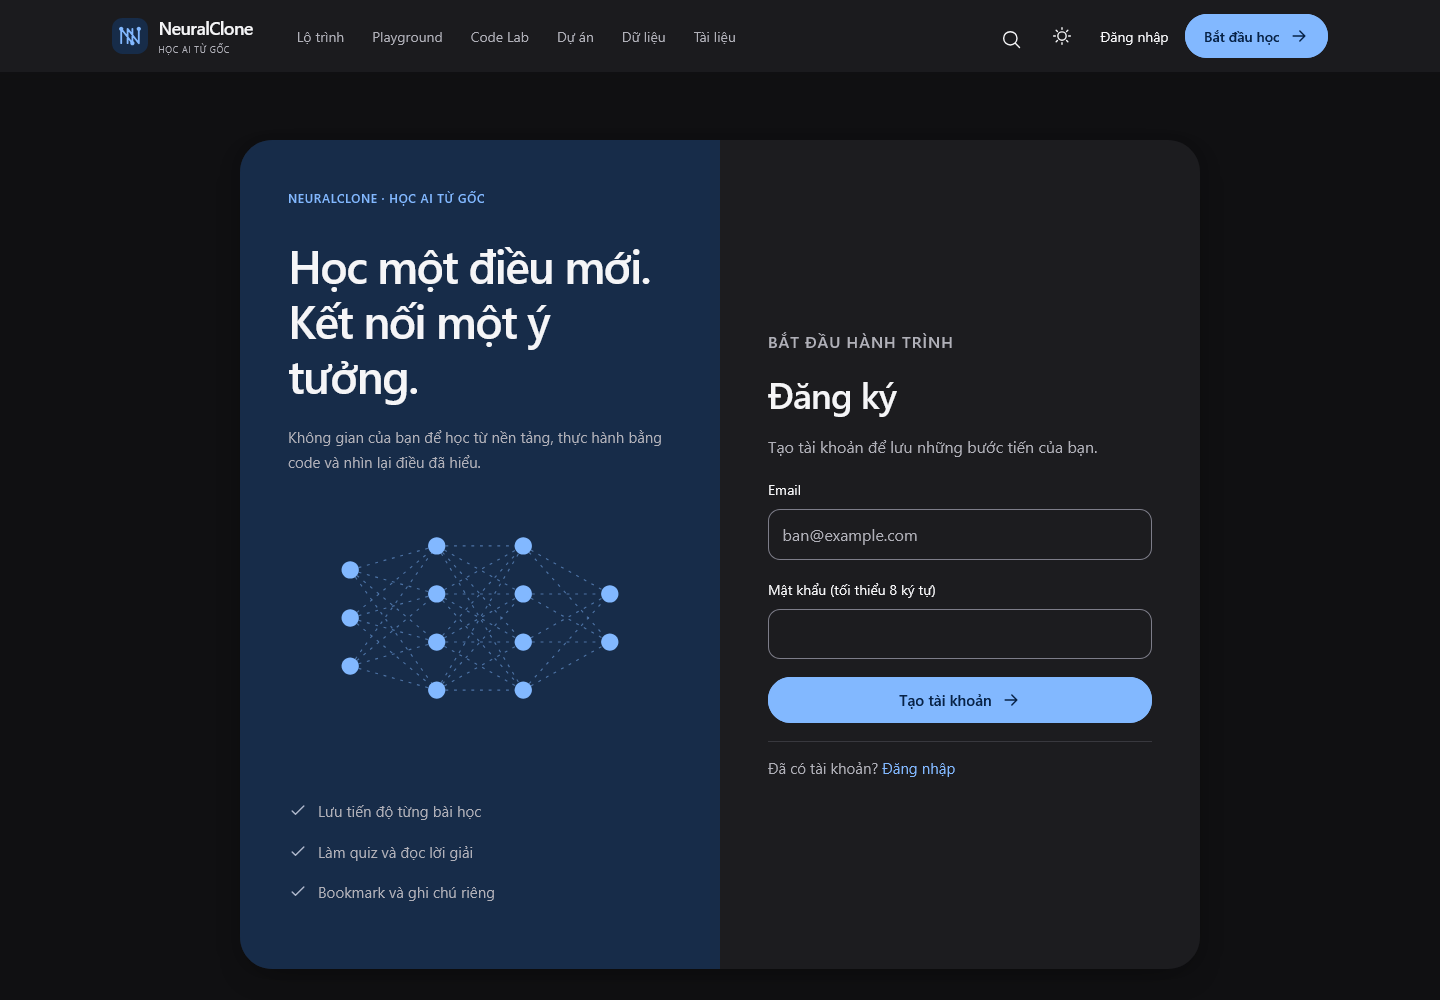 NeuralClone
HỌC AI TỪ GỐC
Lộ trình
Playground
Code Lab
Dự án
Dữ liệu
Tài liệu
Đăng nhập
Bắt đầu học
NEURALCLONE · HỌC AI TỪ GỐC
Học một điều mới.
Kết nối một ý
tưởng.
Không gian của bạn để học từ nền tảng, thực hành bằng
code và nhìn lại điều đã hiểu.
Lưu tiến độ từng bài học
Làm quiz và đọc lời giải
Bookmark và ghi chú riêng
BẮT ĐẦU HÀNH TRÌNH
Đăng ký
Tạo tài khoản để lưu những bước tiến của bạn.
Email
ban@example.com
Mật khẩu (tối thiểu 8 ký tự)
Tạo tài khoản
Đã có tài khoản? Đăng nhập